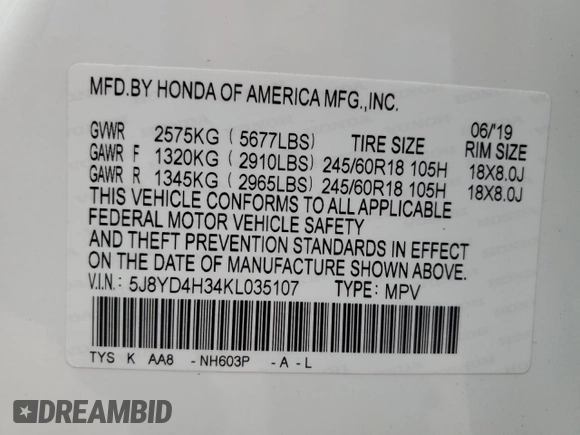 MFD.BY HONDA OF AMERICA MFG.,INC.
06/'19
GVWR 2575KG ( 5677LBS) TIRE SIZE RIM SIZE
GAWR F 1320KG ( 2910LBS) 245/60R18 105H 18X8.0J
GAWR R 1345KG ( 2965LBS) 245/60R18 105H 18X8.0J
THIS VEHICLE CONFORMS TO ALL APPLICABLE
FEDERAL MOTOR VEHICLE SAFETY
AND THEFT PREVENTION STANDARDS IN EFFECT
ON THE DATE OF MANUFACTURE SHOWN ABOVE.
V.I.N.: 5J8YD4H34KL035107 TYPE: MPV
TYS K AA8 - NH603P - A - L
DREAMBID